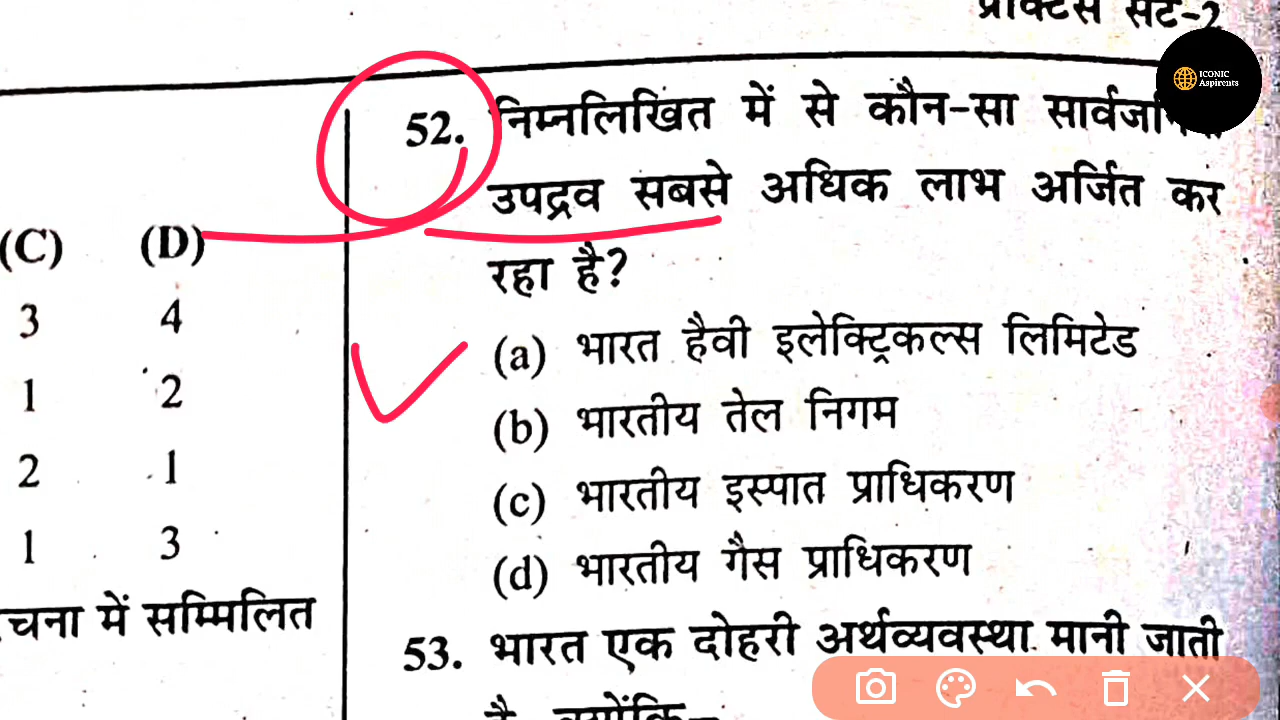 प्रैक्टिस सेट-2
ICONIC
Aspirents
(C) (D)
3 4
1 2
2 1
1 3
चना में सम्मिलित
52. निम्नलिखित में से कौन-सा
उपद्रव सबसे अधिक लाभ अर्जित कर
रहा है?
(a) भारत हैवी इलेक्ट्रिकल्स लिमिटेड
(b) भारतीय तेल निगम
(c) भारतीय इस्पात प्राधिकरण
(d) भारतीय गैस प्राधिकरण
53. भारत एक दोहरी अर्थव्यवस्था मानी जाती